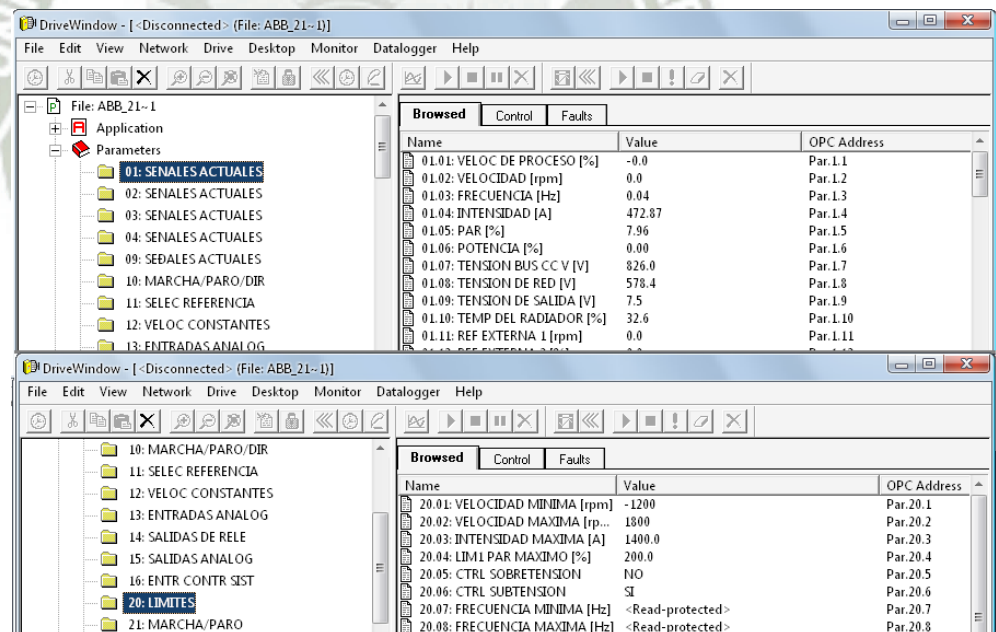 DriveWindow - [<Disconnected> (File: ABB_21~1)]
File Edit View Network Drive Desktop Monitor Datalogger Help
File: ABB_21~1
Application
Parameters
01: SENALES ACTUALES
02: SENALES ACTUALES
03: SENALES ACTUALES
04: SENALES ACTUALES
09: SEÐALES ACTUALES
10: MARCHA/PARO/DIR
11: SELEC REFERENCIA
12: VELOC CONSTANTES
13: ENTRADAS ANALOG
Browsed Control Faults
Name Value OPC Address
01.01: VELOC DE PROCESO [%] -0.0 Par.1.1
01.02: VELOCIDAD [rpm] 0.0 Par.1.2
01.03: FRECUENCIA [Hz] 0.04 Par.1.3
01.04: INTENSIDAD [A] 472.87 Par.1.4
01.05: PAR [%] 7.96 Par.1.5
01.06: POTENCIA [%] 0.00 Par.1.6
01.07: TENSION BUS CC V [V] 826.0 Par.1.7
01.08: TENSION DE RED [V] 578.4 Par.1.8
01.09: TENSION DE SALIDA [V] 7.5 Par.1.9
01.10: TEMP DEL RADIADOR [%] 32.6 Par.1.10
01.11: REF EXTERNA 1 [rpm] 0.0 Par.1.11
DriveWindow - [<Disconnected> (File: ABB_21~1)]
File Edit View Network Drive Desktop Monitor Datalogger Help
10: MARCHA/PARO/DIR
11: SELEC REFERENCIA
12: VELOC CONSTANTES
13: ENTRADAS ANALOG
14: SALIDAS DE RELE
15: SALIDAS ANALOG
16: ENTR CONTR SIST
20: LIMITES
21: MARCHA/PARO
Browsed Control Faults
Name Value OPC Address
20.01: VELOCIDAD MINIMA [rpm] -1200 Par.20.1
20.02: VELOCIDAD MAXIMA [rp... 1800 Par.20.2
20.03: INTENSIDAD MAXIMA [A] 1400.0 Par.20.3
20.04: LIM1 PAR MAXIMO [%] 200.0 Par.20.4
20.05: CTRL SOBRETENSION NO Par.20.5
20.06: CTRL SUBTENSION SI Par.20.6
20.07: FRECUENCIA MINIMA [Hz] <Read-protected> Par.20.7
20.08: FRECUENCIA MAXIMA [Hz] <Read-protected> Par.20.8